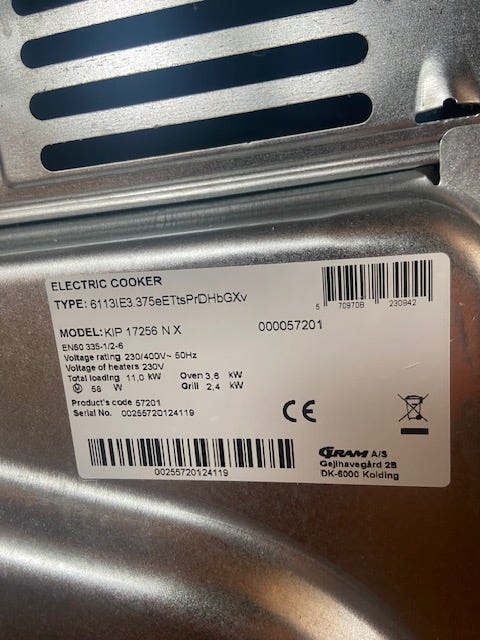 ELECTRIC COOKER
TYPE: 6113IE3.375eETtsPrDHbGXv
5 709708 230942
MODEL: KIP 17256 N X 000057201
EN60 335-1/2-6
Voltage rating 230/400V~ 50Hz
Voltage of heaters 230V
Total loading 11,0 kW Oven 3,6 kW
M 58 W Grill 2,4 kW
Product's code 57201
Serial No. 00255720124119
CE
00255720124119
GRAM A/S
Gejlhavegård 2B
DK-6000 Kolding